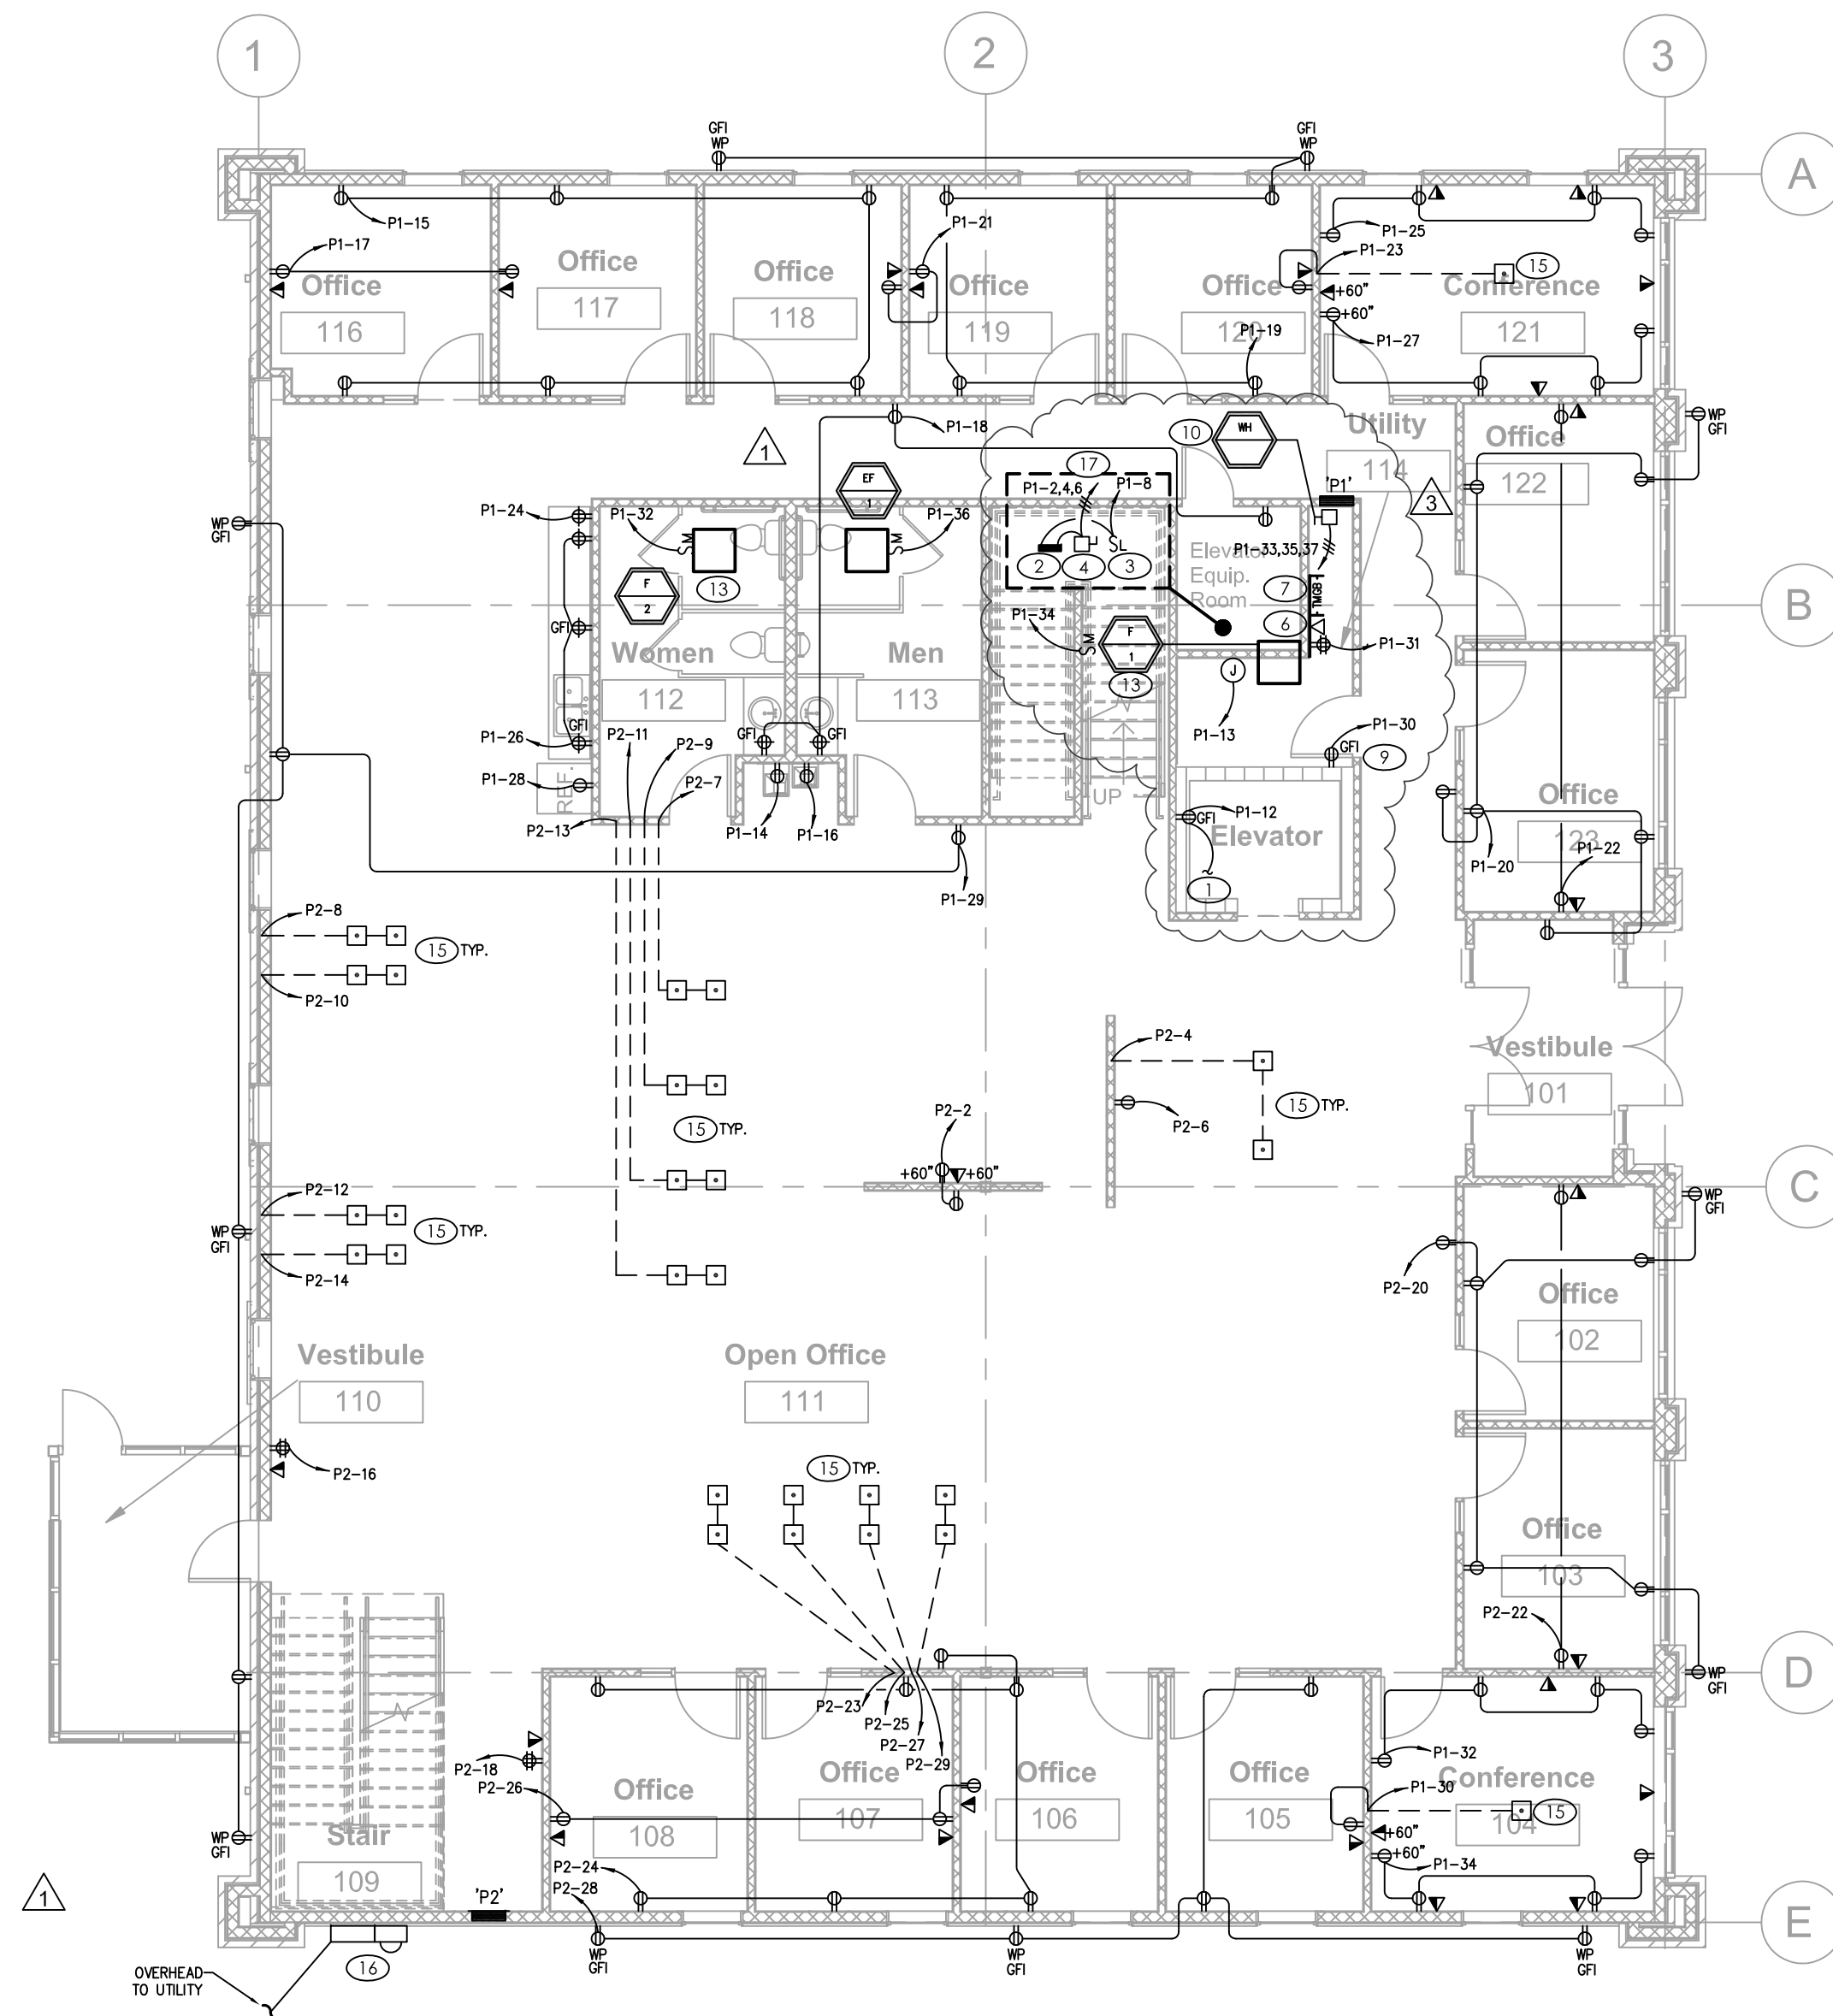 1
2
3
GFI
WP
GFI
WP
A
P1-15
P1-21
P1-25
P1-17
P1-23
15
Office
Office
Office
Office
Office
Conference
+60"
+60"
116
117
118
119
120
121
P1-19
P1-27
P1-18
10
WH
Utility
Office
WP
GFI
1
17
114
122
EF
1
P1-2,4,6
P1-8
'P1'
3
P1-24
P1-32
P1-36
WP
GFI
Elevator
Equip.
Room
P1-33,35,37
2
4
3
13
7
TMGB
F
2
B
P1-34
6
GFI
Women
Men
F
1
P1-31
112
113
13
J
P2-11
P2-9
GFI
GFI
GFI
P1-26
P1-13
P1-30
GFI
9
P1-28
REF.
P2-7
UP
Office
P2-13
P1-14
P1-16
P1-12
GFI
Elevator
123
P1-22
P1-20
1
P1-29
P2-8
15 TYP.
P2-10
P2-4
Vestibule
101
P2-2
15 TYP.
15 TYP.
P2-6
+60"
+60"
C
P2-12
WP
GFI
WP
GFI
15 TYP.
P2-14
P2-20
Office
102
Vestibule
Open Office
110
111
P2-16
15 TYP.
Office
103
P2-22
D
WP
GFI
P2-23
P2-25
P2-27
P2-29
P2-18
P1-32
P2-26
Office
Office
Office
Office
P1-30
Conference
15
108
107
106
105
104
Stair
WP
GFI
+60"
+60"
P1-34
109
P2-24
P2-28
1
'P2'
E
WP
GFI
WP
GFI
WP
GFI
16
OVERHEAD
TO UTILITY